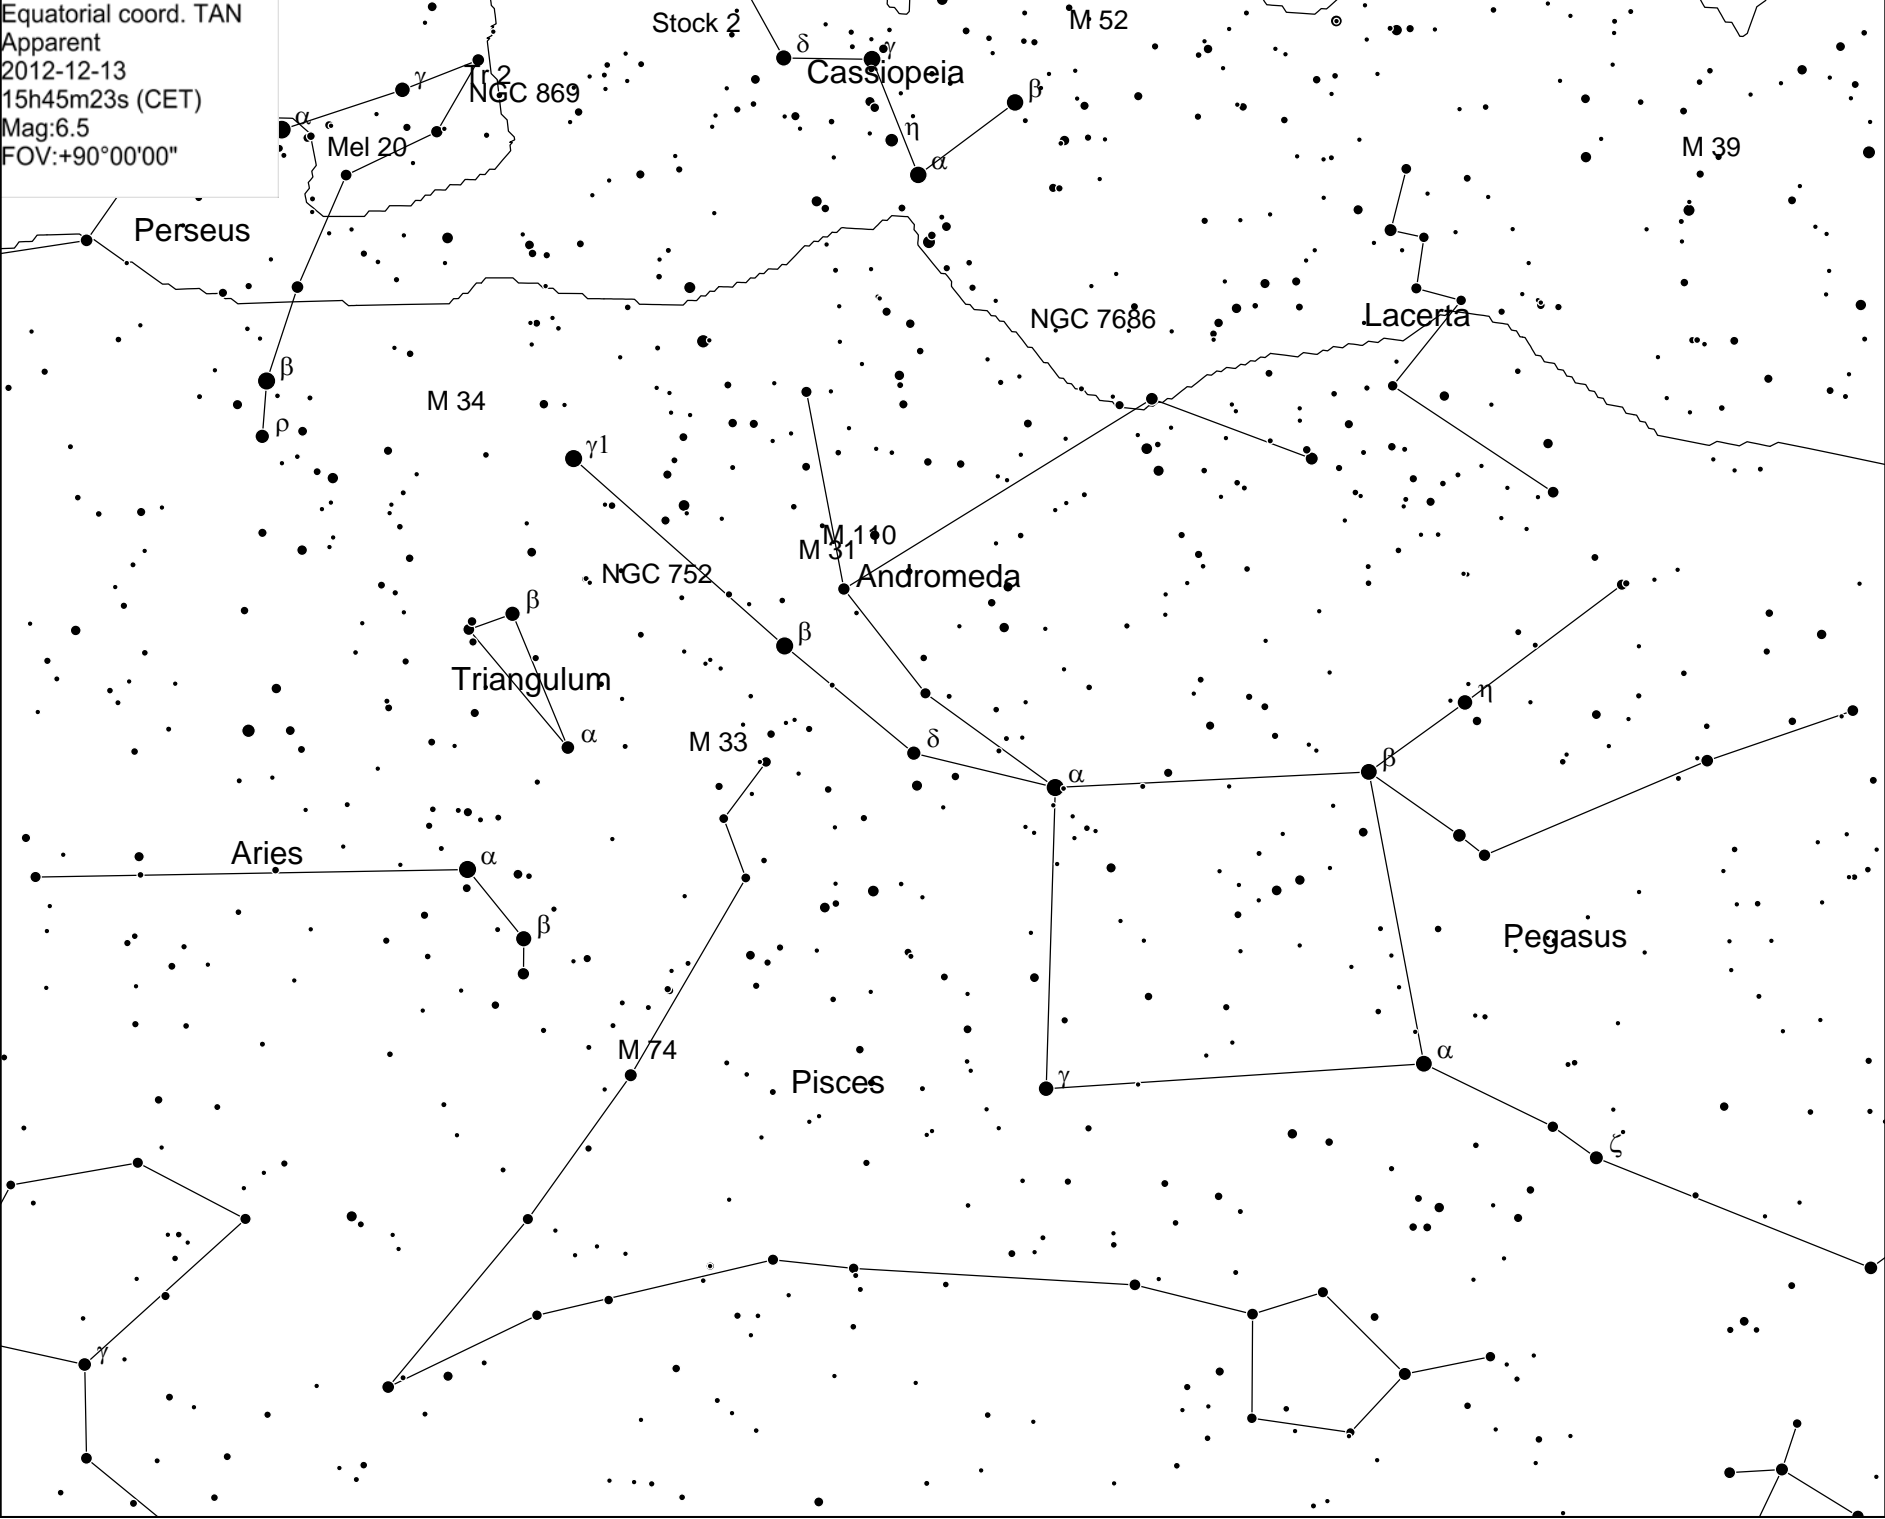 Equatorial coord. TAN
Apparent
2012-12-13
15h45m23s (CET)
Mag:6.5
FOV:+90°00'00"
Stock 2
M 52
δ
γ
Cassiopeia
γ
Tr 2
NGC 869
β
α
Mel 20
η
α
M 39
Perseus
NGC 7686
Lacerta
β
M 34
ρ
γ1
M 110
M 31
Andromeda
NGC 752
β
β
Triangulum
η
α
M 33
δ
β
α
Aries
α
β
Pegasus
M 74
α
Pisces
γ
ζ
γ